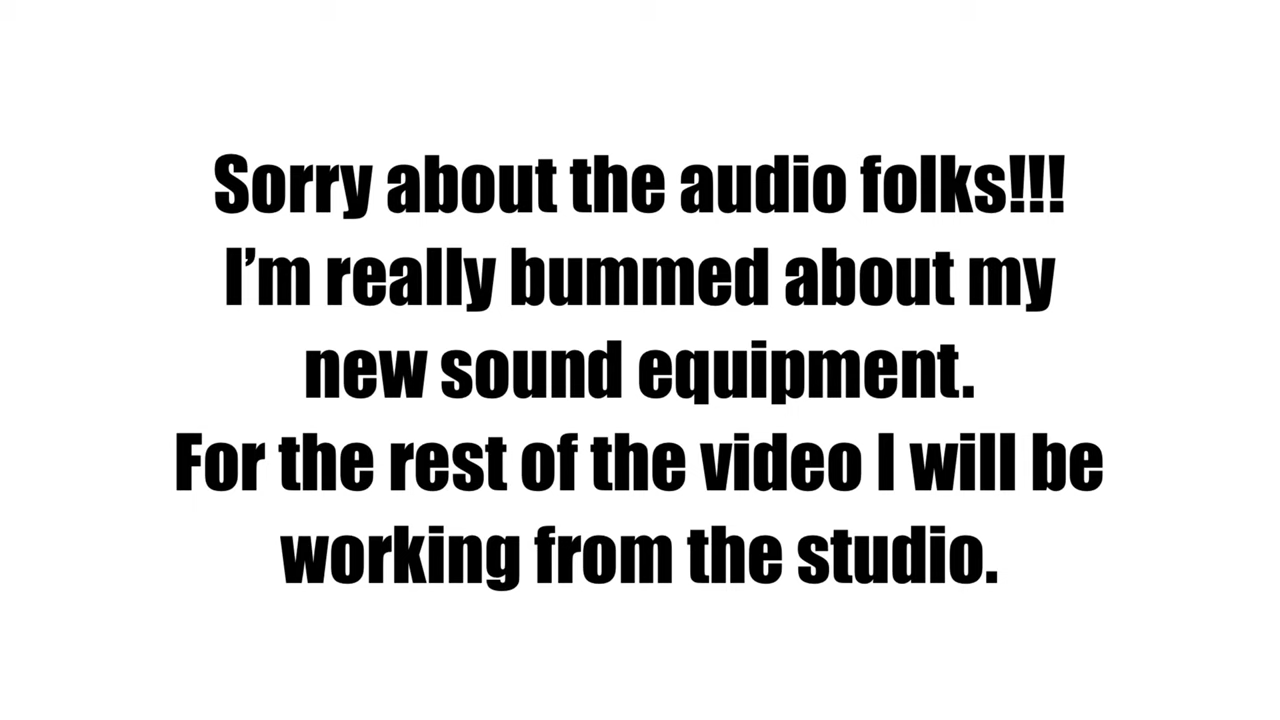 Sorry about the audio folks!!!
I’m really bummed about my
new sound equipment.
For the rest of the video I will be
working from the studio.